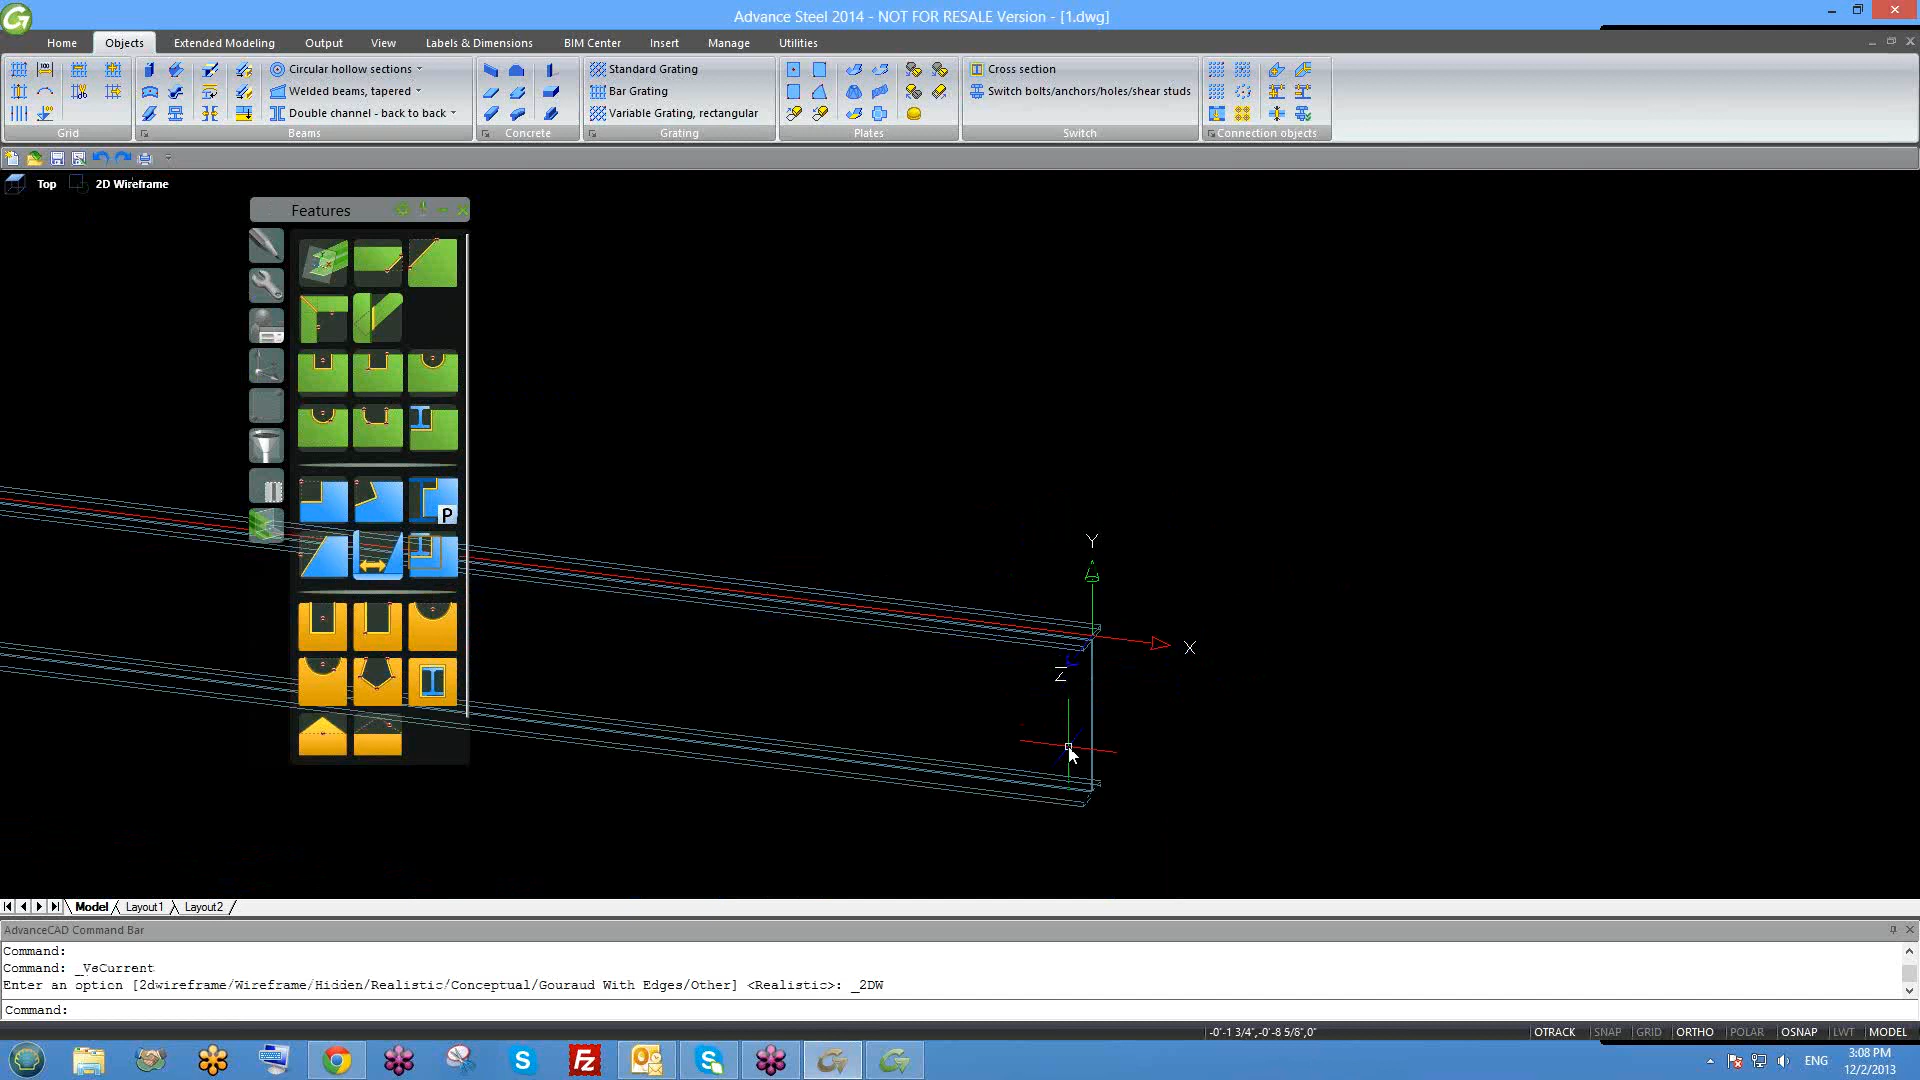 Advance Steel 2014 - NOT FOR RESALE Version - [1.dwg]
Home Objects Extended Modeling Output View Labels & Dimensions BIM Center Insert Manage Utilities
Circular hollow sections Standard Grating Cross section
Welded beams, tapered Bar Grating Switch bolts/anchors/holes/shear studs
Double channel - back to back Variable Grating, rectangular
Grid Beams Concrete Grating Plates Switch Connection objects
Top 2D Wireframe
Features
P
Y
X
Z
Model Layout1 Layout2
AdvanceCAD Command Bar
Command:
Command: _VsCurrent
Enter an option [2dwireframe/Wireframe/Hidden/Realistic/Conceptual/Gouraud With Edges/Other] <Realistic>: _2DW
Command:
-0'-1 3/4",-0'-8 5/8",0" OTRACK SNAP GRID ORTHO POLAR OSNAP LWT MODEL
ENG
3:08 PM
12/2/2013